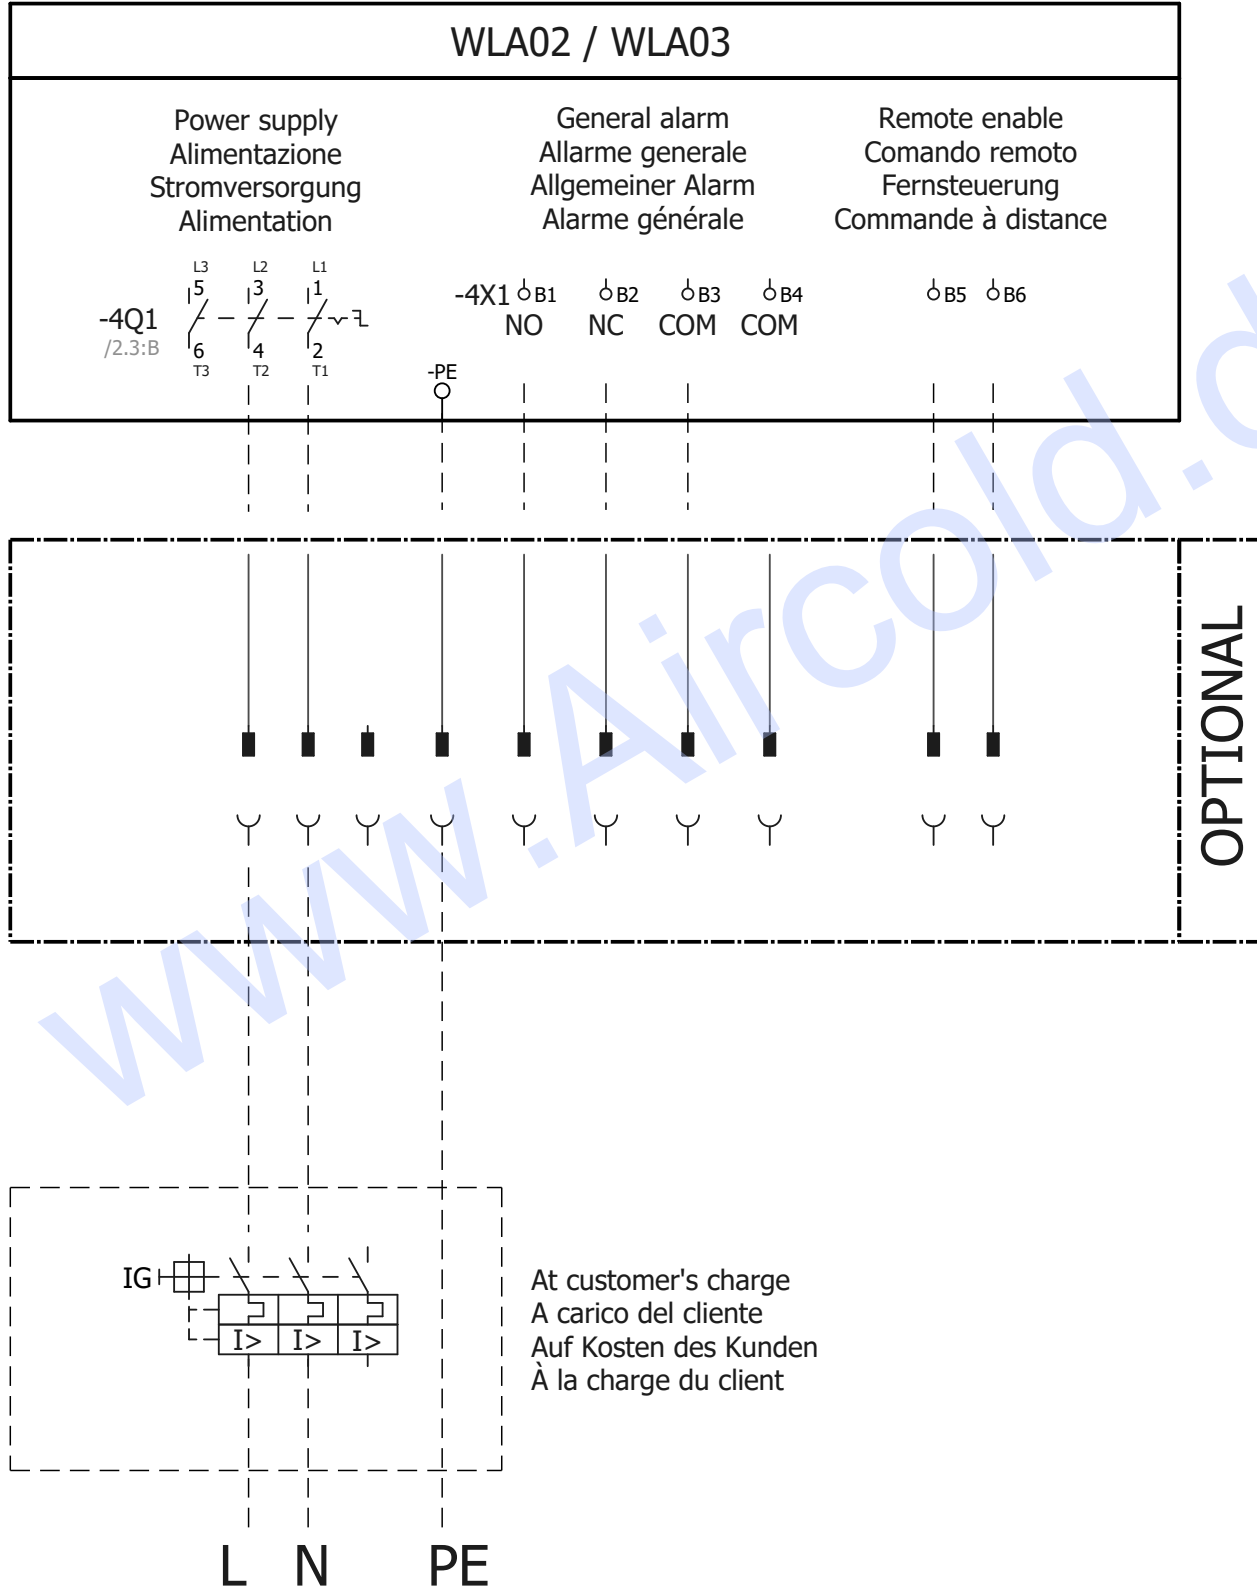 WLA02 / WLA03
Power supply
Alimentazione
Stromversorgung
Alimentation
General alarm
Allarme generale
Allgemeiner Alarm
Alarme générale
Remote enable
Comando remoto
Fernsteuerung
Commande à distance
L3 L2 L1
5 3 1
-4Q1
/2.3:B
6 4 2
T3 T2 T1
-PE
-4X1 B1 B2 B3 B4
NO NC COM COM
B5 B6
OPTIONAL
IG
I> I> I>
At customer's charge
A carico del cliente
Auf Kosten des Kunden
À la charge du client
L N PE
www.Aircold.d